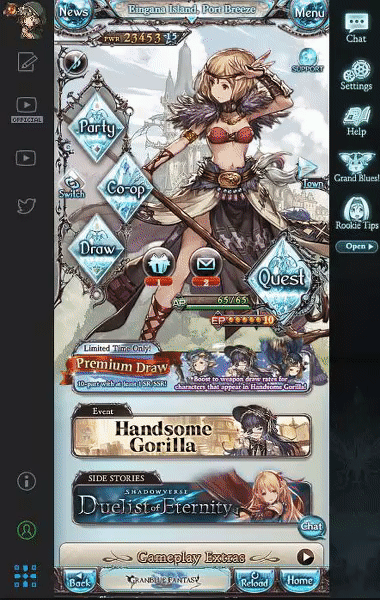 News
Eingana Island, Port Breeze
Menu
PWR 23453
15
SUPPORT
Party
Co-op
Switch
Town
Draw
1
2
Quest
AP 65/65
EP 10
Limited Time Only!
Premium Draw
10-part with at least 1 SR/SSR!
Boost to weapon draw rates for
characters that appear in Handsome Gorilla!
Event
Handsome
Gorilla
SIDE STORIES
SHADOWVERSE
Duelist of Eternity
Chat
Gameplay Extras
Back
GRANBLUE FANTASY
Reload
Home
OFFICIAL
Chat
Settings
Help
Grand Blues!
Rookie Tips
Open